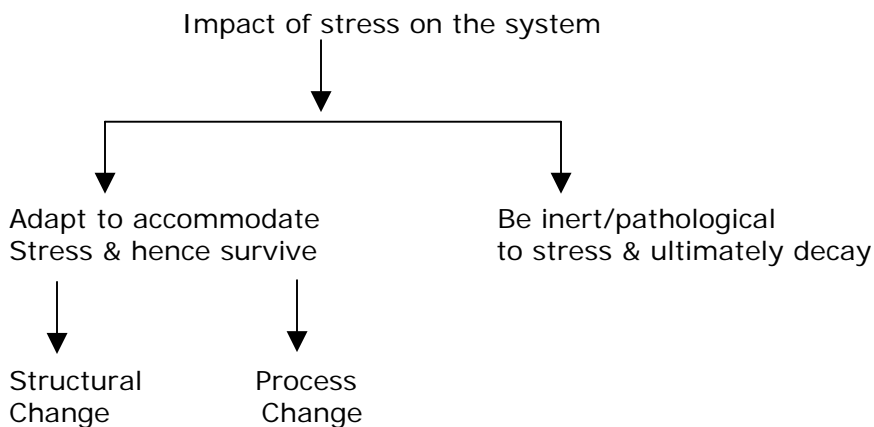 Impact of stress on the system
Adapt to accommodate
Stress & hence survive
Be inert/pathological
to stress & ultimately decay
Structural
Change
Process
Change